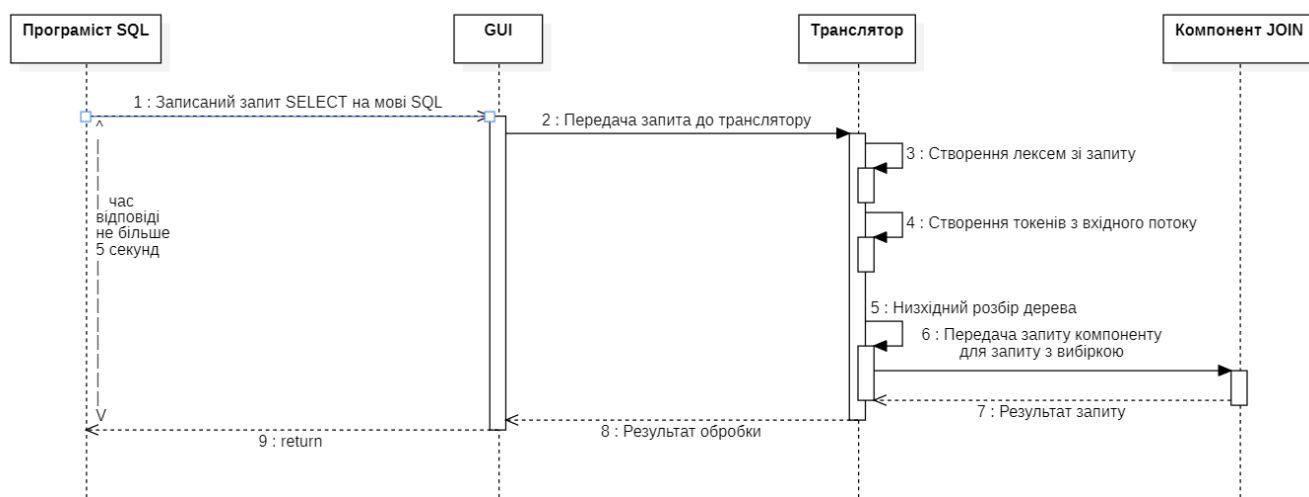 Програміст SQL
GUI
Транслятор
Компонент JOIN
1 : Записаний запит SELECT на мові SQL
2 : Передача запита до транслятору
3 : Створення лексем зі запиту
час
відповіді
не більше
5 секунд
4 : Створення токенів з вхідного потоку
5 : Низхідний розбір дерева
6 : Передача запиту компоненту
для запиту з вибіркою
7 : Результат запиту
8 : Результат обробки
9 : return